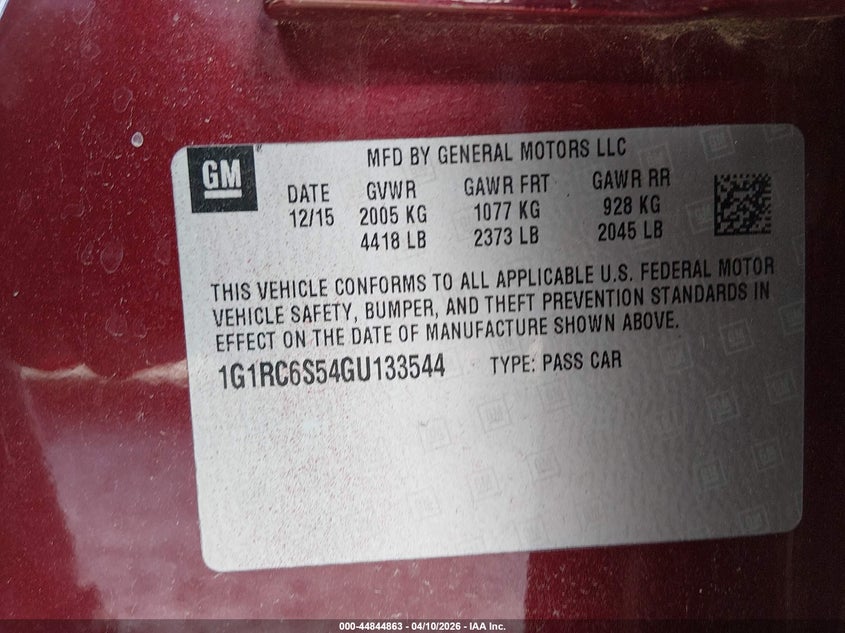 GM
MFD BY GENERAL MOTORS LLC
DATE GVWR GAWR FRT GAWR RR
12/15 2005 KG 1077 KG 928 KG
4418 LB 2373 LB 2045 LB
THIS VEHICLE CONFORMS TO ALL APPLICABLE U.S. FEDERAL MOTOR
VEHICLE SAFETY, BUMPER, AND THEFT PREVENTION STANDARDS IN
EFFECT ON THE DATE OF MANUFACTURE SHOWN ABOVE.
1G1RC6S54GU133544 TYPE: PASS CAR
000-44844863 - 04/10/2026 - IAA Inc.